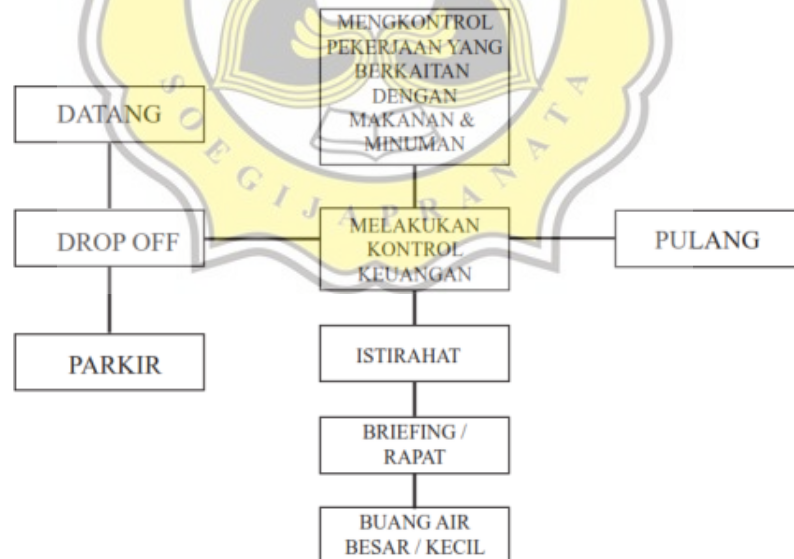 MENGKONTROL
PEKERJAAN YANG
BERKAITAN
DENGAN
MAKANAN &
MINUMAN
DATANG
DROP OFF
MELAKUKAN
KONTROL
KEUANGAN
PULANG
PARKIR
ISTIRAHAT
BRIEFING /
RAPAT
BUANG AIR
BESAR / KECIL
SOEGIJAPRANATA